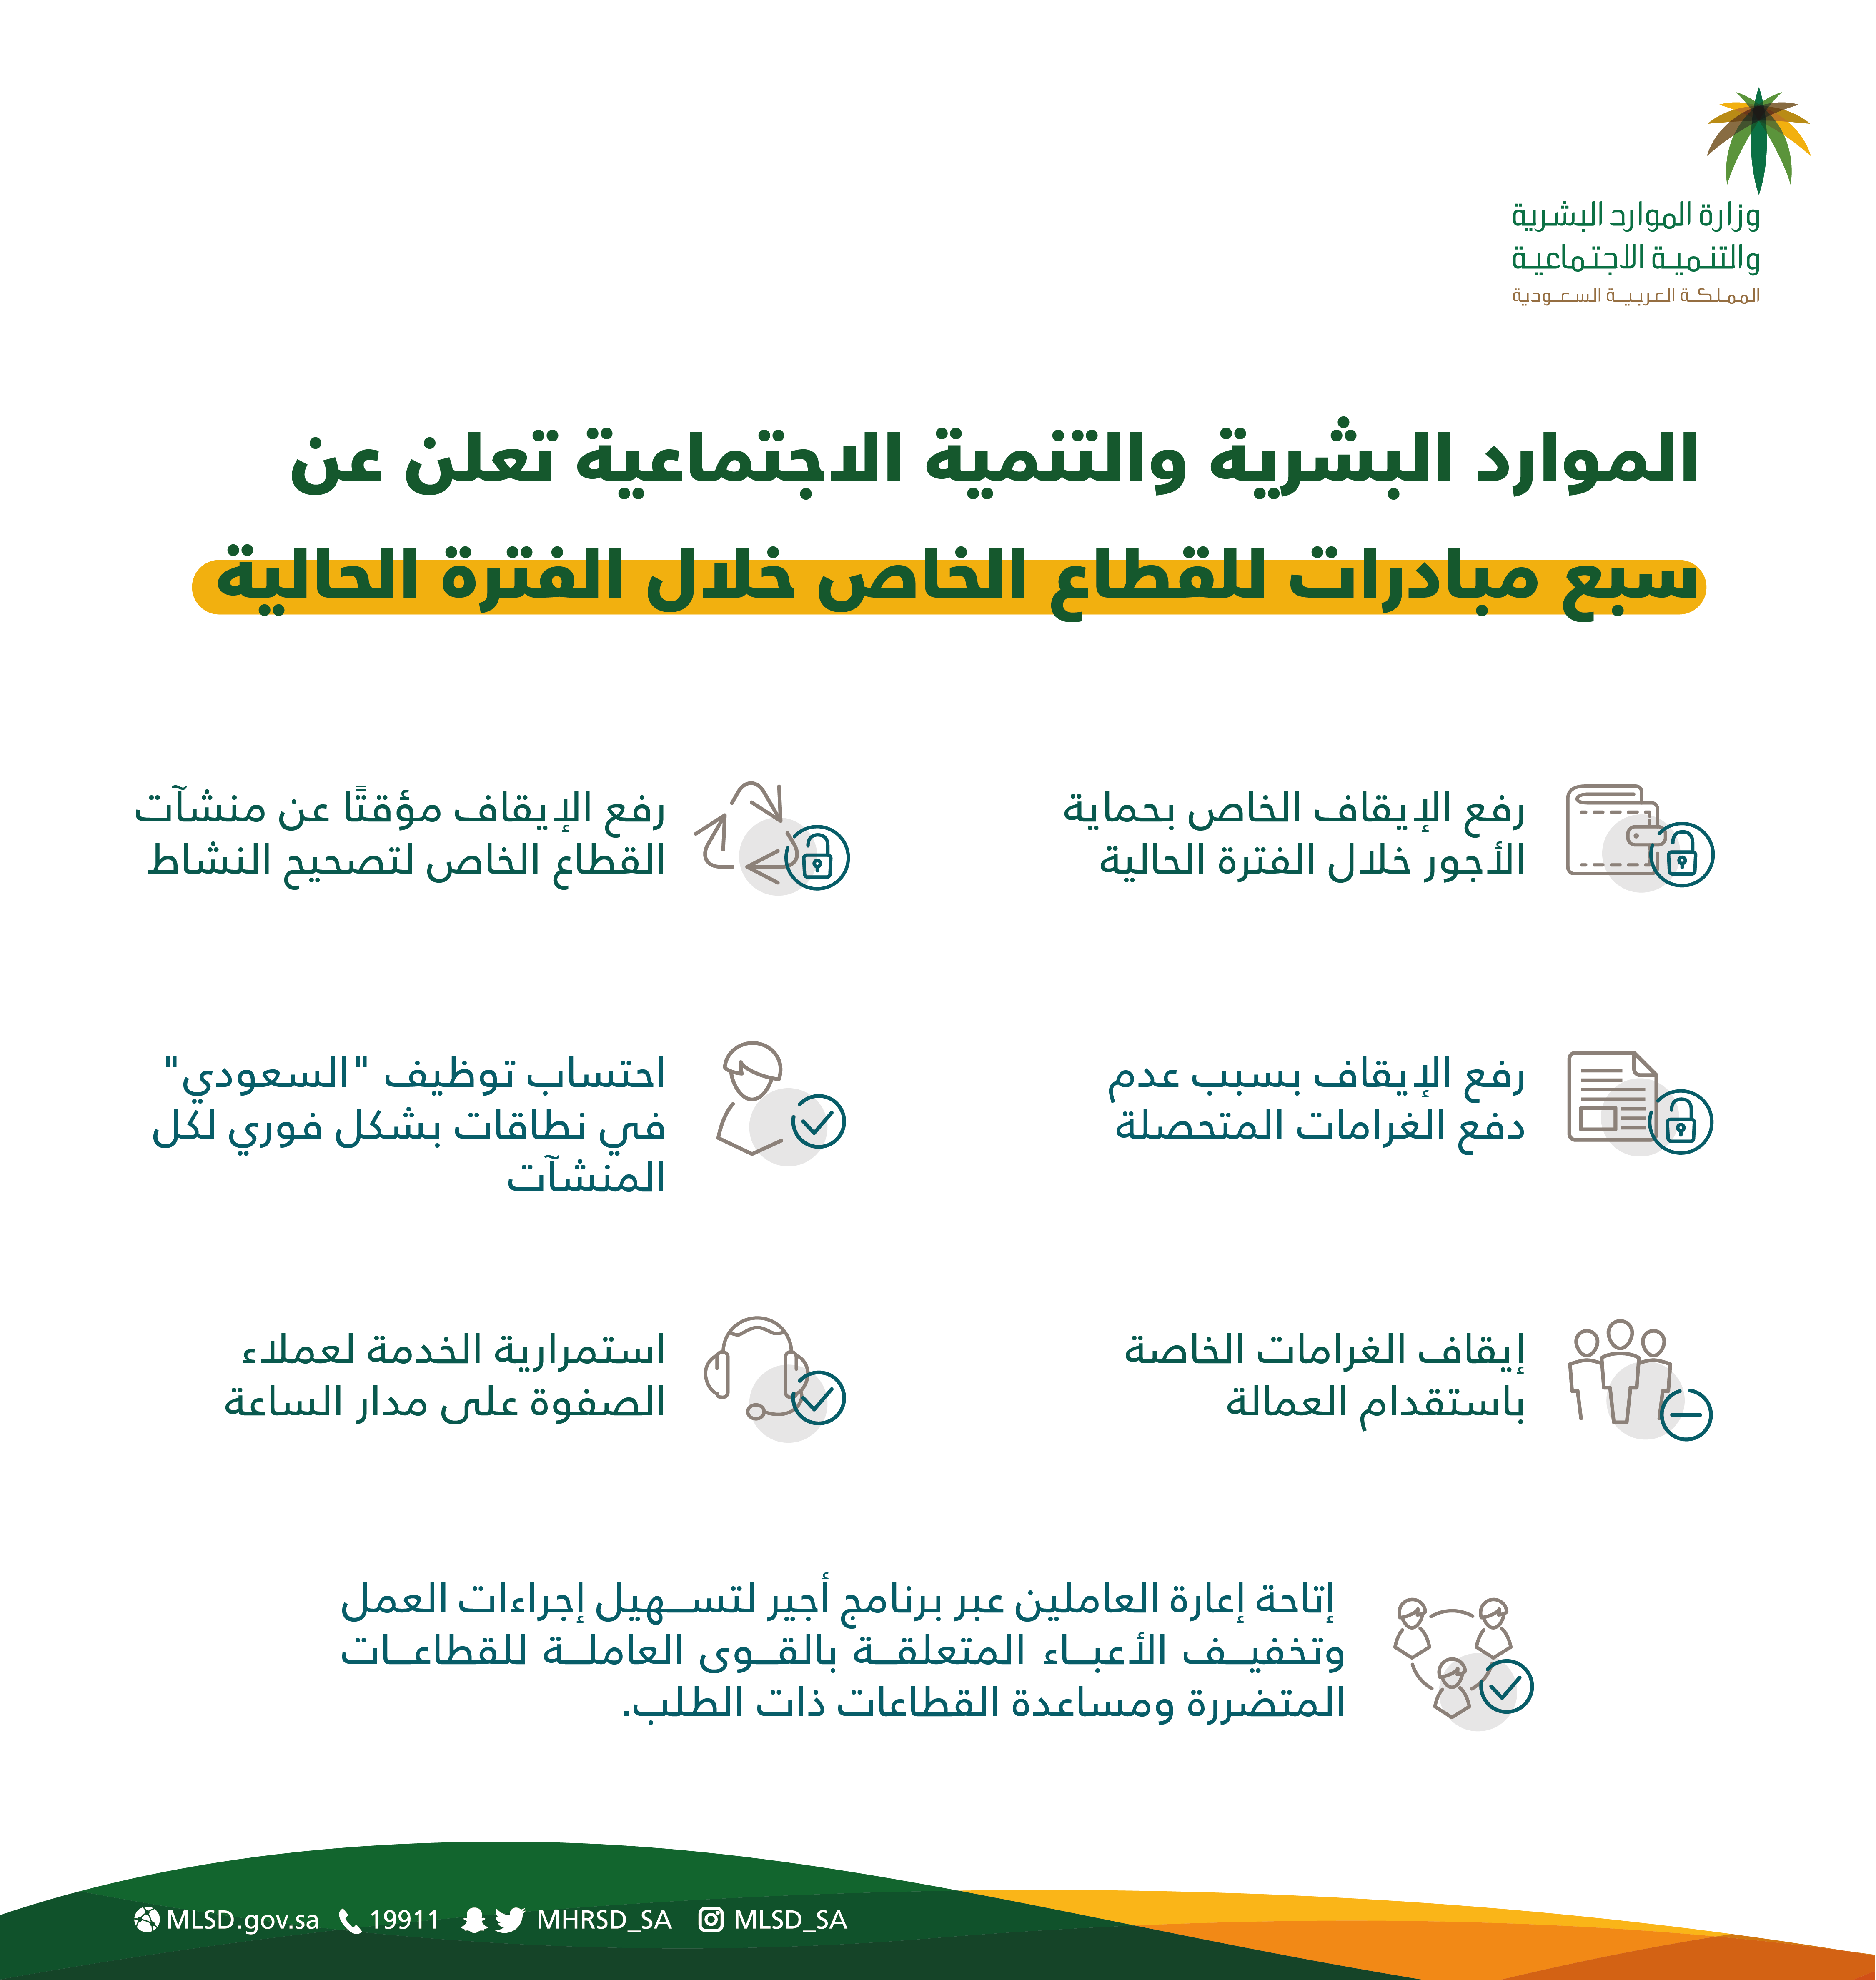 وزارة الموارد البشرية
والتنمية الاجتماعية
المملكة العربية السعودية
الموارد البشرية والتنمية الاجتماعية تعلن عن
سبع مبادرات للقطاع الخاص خلال الفترة الحالية
رفع الإيقاف الخاص بحماية
الأجور خلال الفترة الحالية
رفع الإيقاف مؤقتًا عن منشآت
القطاع الخاص لتصحيح النشاط
رفع الإيقاف بسبب عدم
دفع الغرامات المتحصلة
احتساب توظيف "السعودي"
في نطاقات بشكل فوري لكل
المنشآت
إيقاف الغرامات الخاصة
باستقدام العمالة
استمرارية الخدمة لعملاء
الصفوة على مدار الساعة
إتاحة إعارة العاملين عبر برنامج أجير لتسهيل إجراءات العمل
وتخفيف الأعباء المتعلقة بالقوى العاملة للقطاعات
المتضررة ومساعدة القطاعات ذات الطلب.
MLSD.gov.sa 19911 MHRSD_SA MLSD_SA